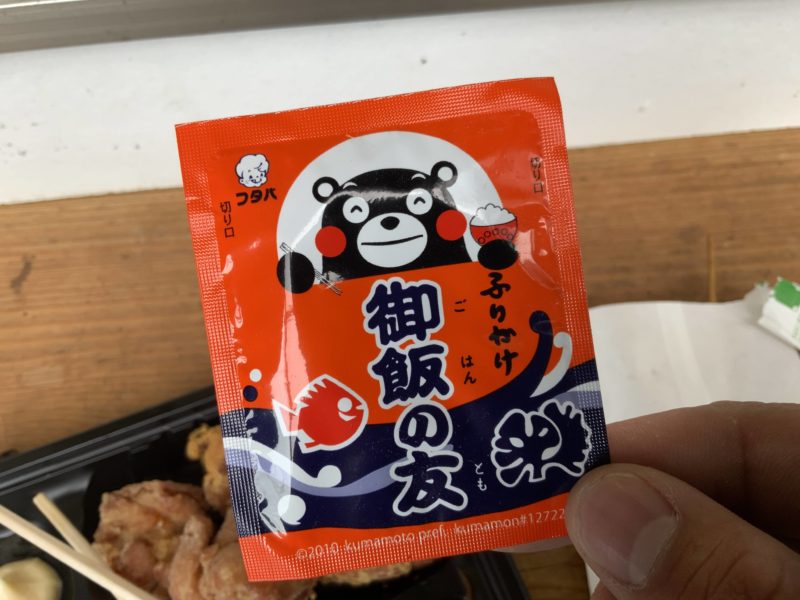 フタバ
切り口
切り口
ふりかけ
御飯の友
ごはん
とも
©2010 kumamoto pref. kumamon#12722